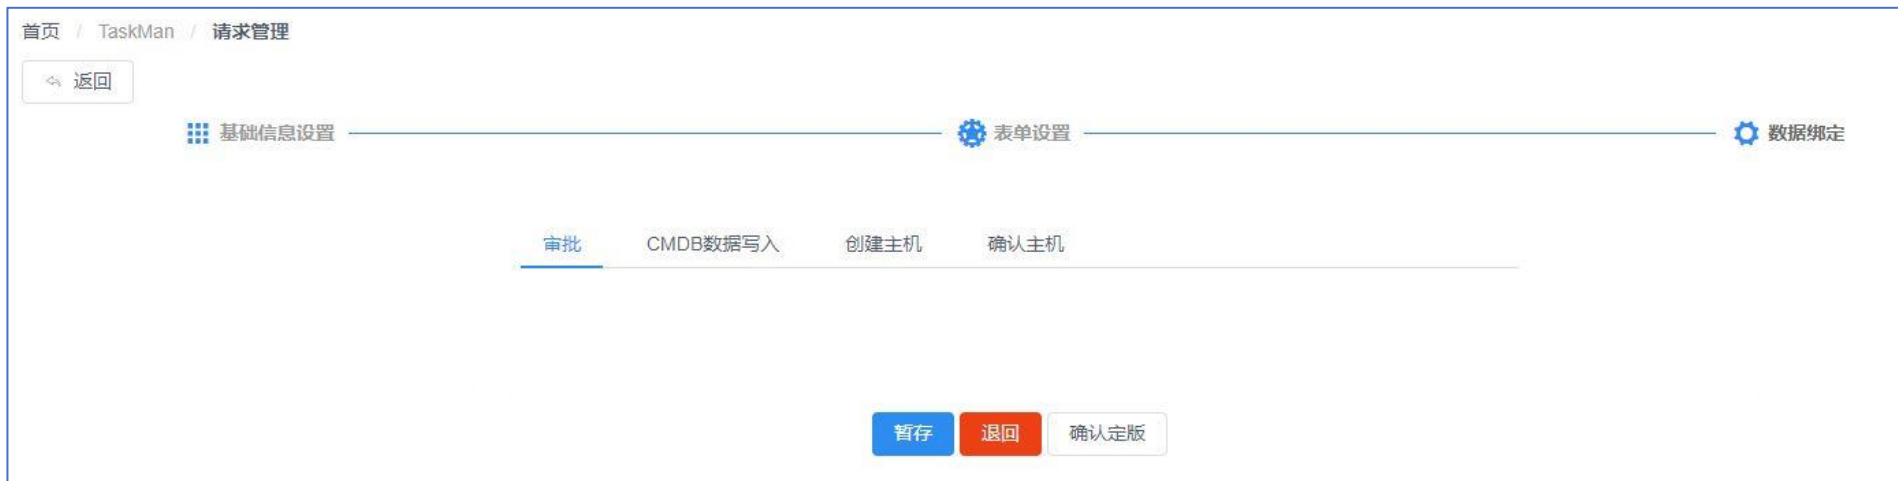 首页 / TaskMan / 请求管理
返回
基础信息设置 表单设置 数据绑定
审批 CMDB数据写入 创建主机 确认主机
暂存 退回 确认定版